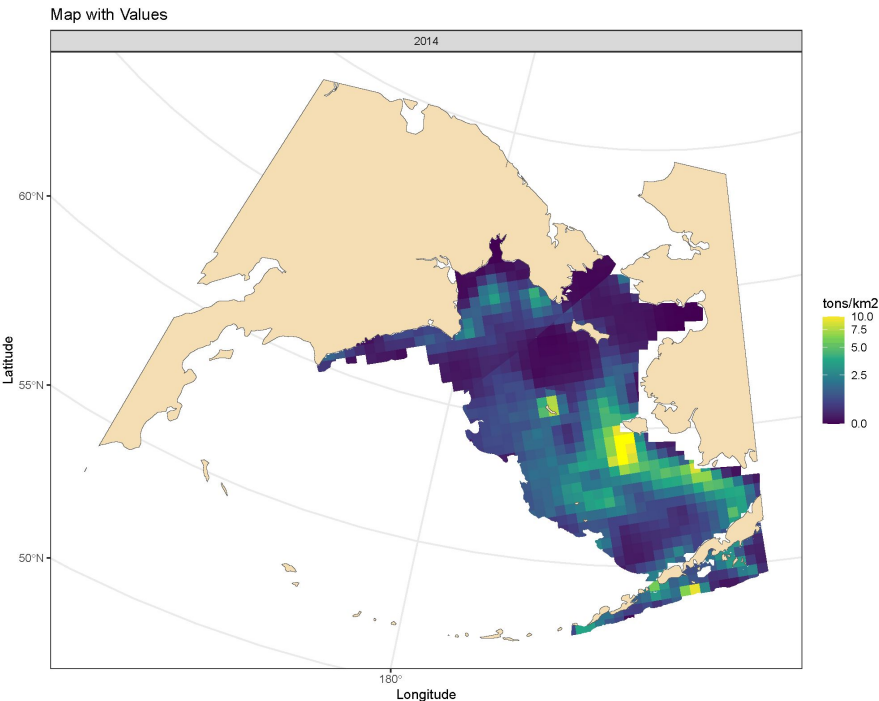 Map with Values
2014
60°N
55°N
50°N
Latitude
180°
Longitude
tons/km2
10.0
7.5
5.0
2.5
0.0